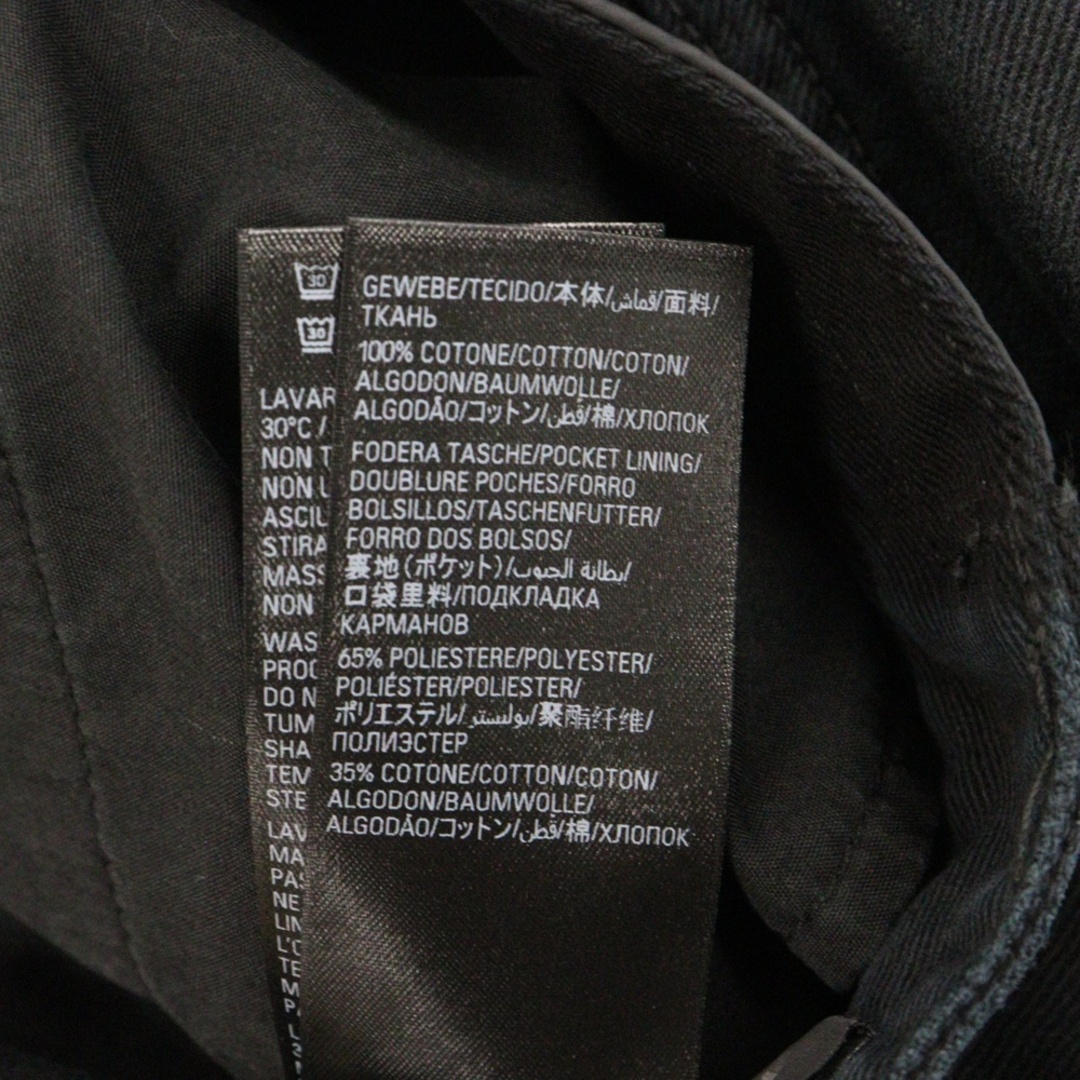 GEWEBE/TECIDO/本体/قماش/面料/
ТКАНЬ
100% COTONE/COTTON/COTON/
ALGODON/BAUMWOLLE/
ALGODÃO/コットン/قطن/棉/ХЛОПОК
FODERA TASCHE/POCKET LINING/
DOUBLURE POCHES/FORRO
BOLSILLOS/TASCHENFUTTER/
FORRO DOS BOLSOS/
裏地(ポケット)/بطانة الجيوب/
口袋里料/ПОДКЛАДКА
КАРМАНОВ
65% POLIESTERE/POLYESTER/
POLIÉSTER/POLIESTER/
ポリエステル/بوليستر/聚酯纤维/
ПОЛИЭСТЕР
35% COTONE/COTTON/COTON/
ALGODON/BAUMWOLLE/
ALGODÃO/コットン/قطن/棉/ХЛОПОК
30
30
LAVAR
30°C /
NON T
NON
ASCIU
STIRA
MASS
NON
WAS
PROC
DO N
TUM
SHA
TEM
STE
LAV
MA
PAS
NE
LIN
L'O
TE
M
PA
L
3